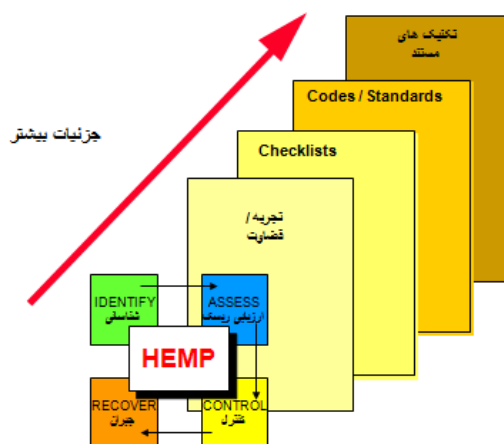 تکنیک های
مستند
Codes / Standards
Checklists
جزئیات بیشتر
تجربه /
قضاوت
IDENTIFY
شناسائی
ASSESS
ارزیابی ریسک
HEMP
RECOVER
جبران
CONTROL
کنترل